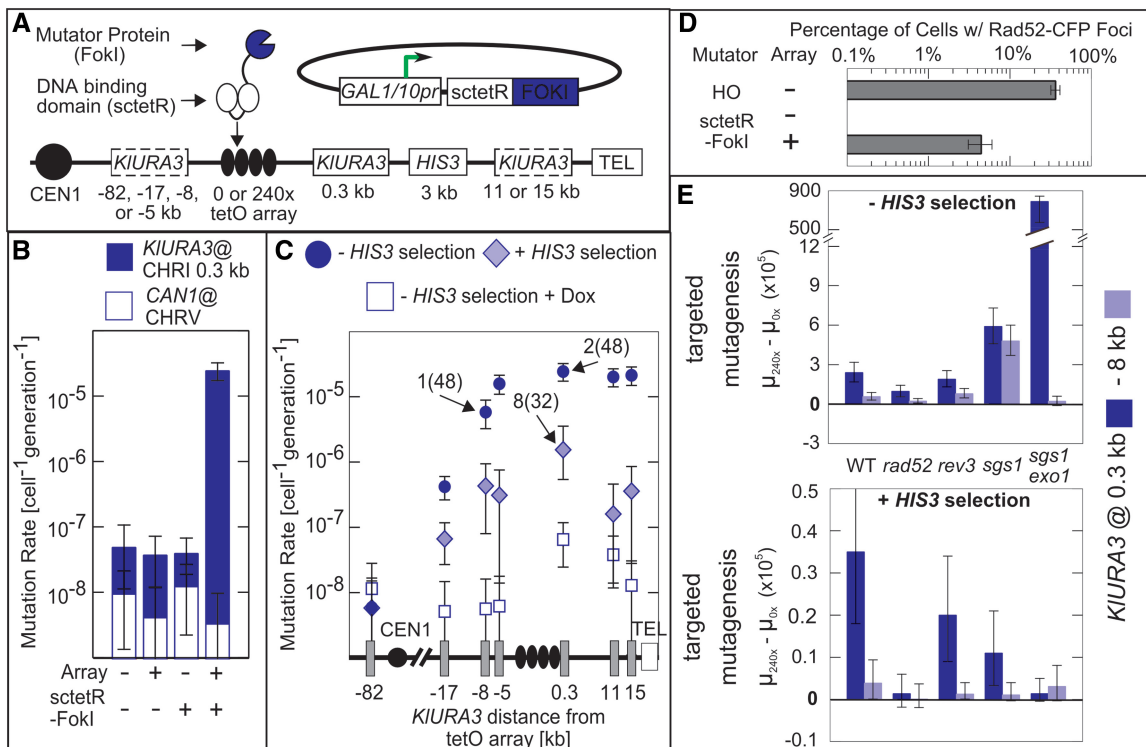 A
Mutator Protein
(FokI)
DNA binding
domain (sctetR)
GAL1/10pr sctetR FOKI
KlURA3 KlURA3 HIS3 KlURA3 TEL
CEN1 -82, -17, -8, or -5 kb 0 or 240x tetO array 0.3 kb 3 kb 11 or 15 kb
D
Percentage of Cells w/ Rad52-CFP Foci
Mutator Array 0.1% 1% 10% 100%
HO -
sctetR -
-FokI +
B
KlURA3@
CHRI 0.3 kb
CAN1@
CHRV
Mutation Rate [cell-1generation-1]
10-5
10-6
10-7
10-8
Array - + - +
sctetR
-FokI - - + +
C
- HIS3 selection + HIS3 selection
- HIS3 selection + Dox
Mutation Rate [cell-1generation-1]
10-5
10-6
10-7
10-8
1(48)
2(48)
8(32)
CEN1 TEL
-82 -17 -8 -5 0.3 11 15
KlURA3 distance from
tetO array [kb]
E
- HIS3 selection
targeted
mutagenesis
μ240x - μ0x (x105)
900
500
12
9
6
3
0
-3
WT rad52 rev3 sgs1 sgs1
exo1
+ HIS3 selection
targeted
mutagenesis
μ240x - μ0x (x105)
0.5
0.4
0.3
0.2
0.1
0
-0.1
KlURA3 @ 0.3 kb - 8 kb